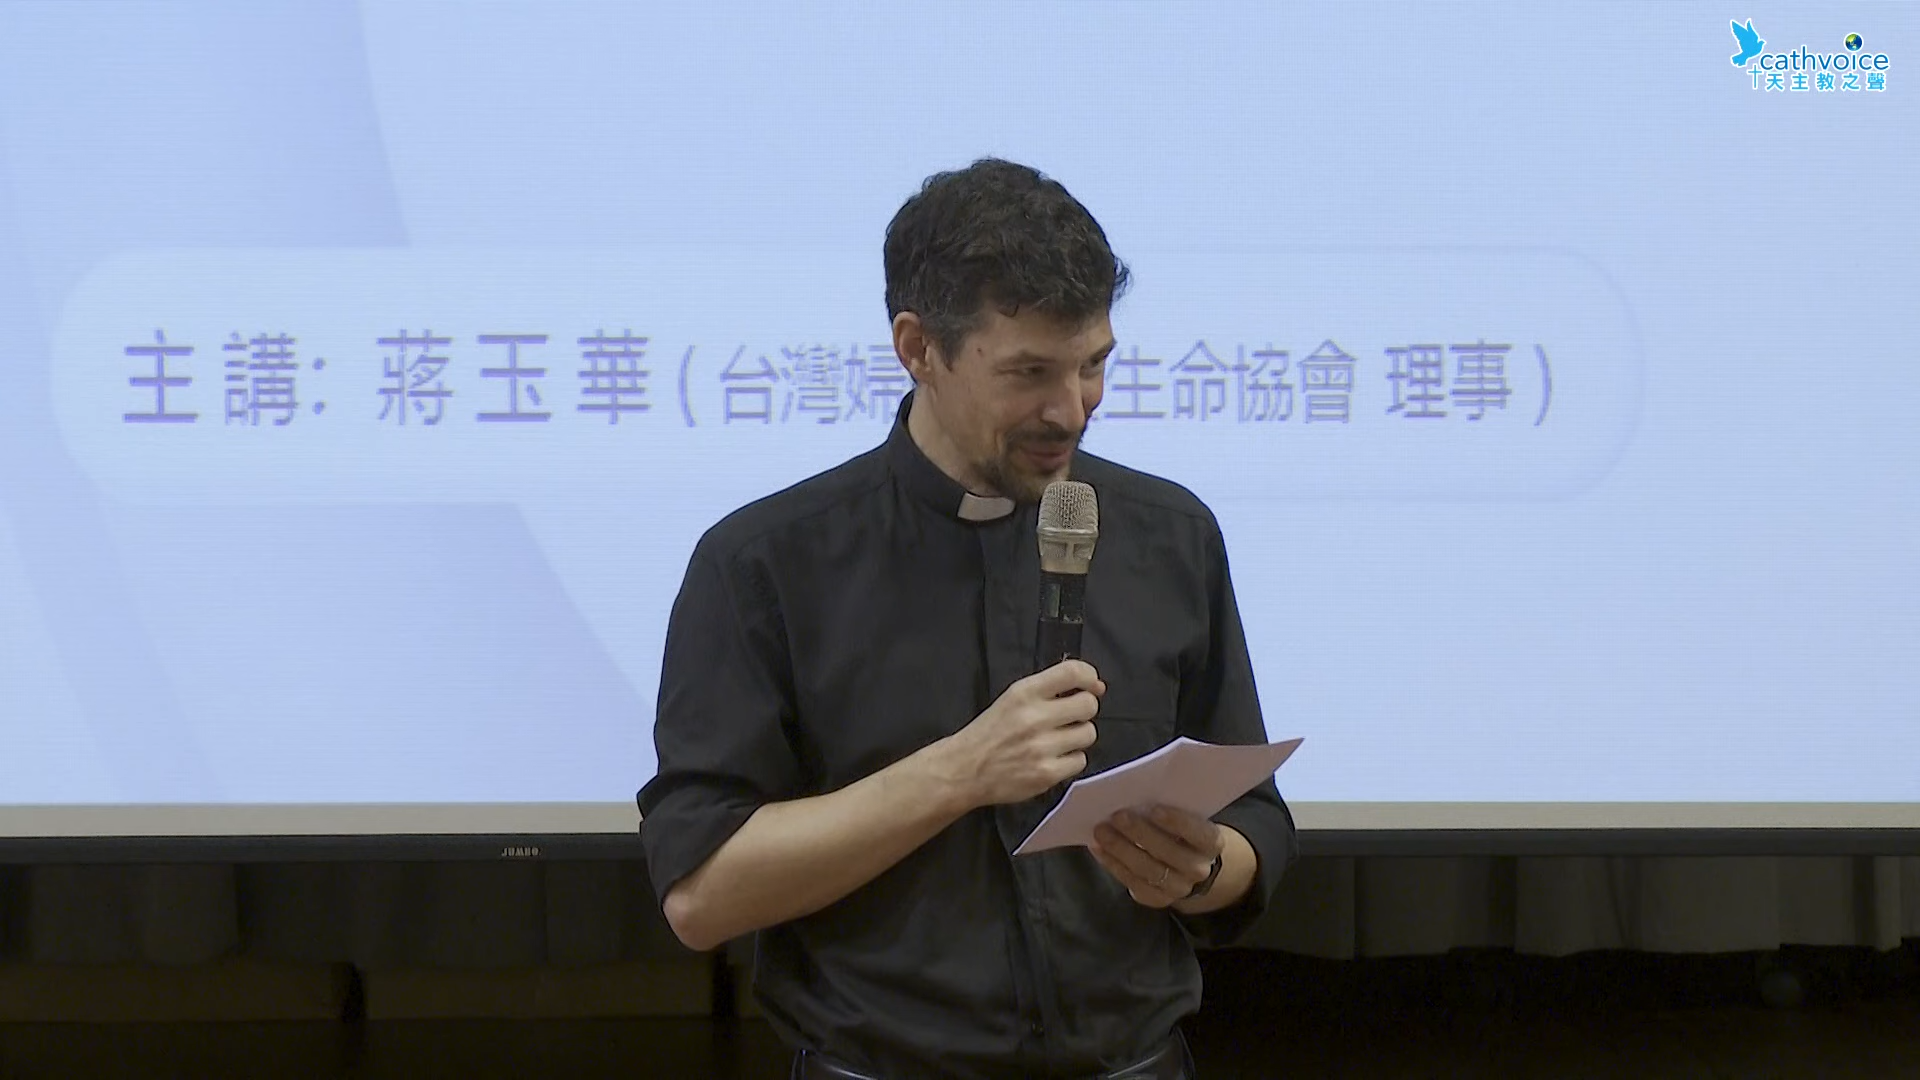 cathvoice
天主教之聲
主講: 蔣玉華(台灣婦 生命協會 理事)